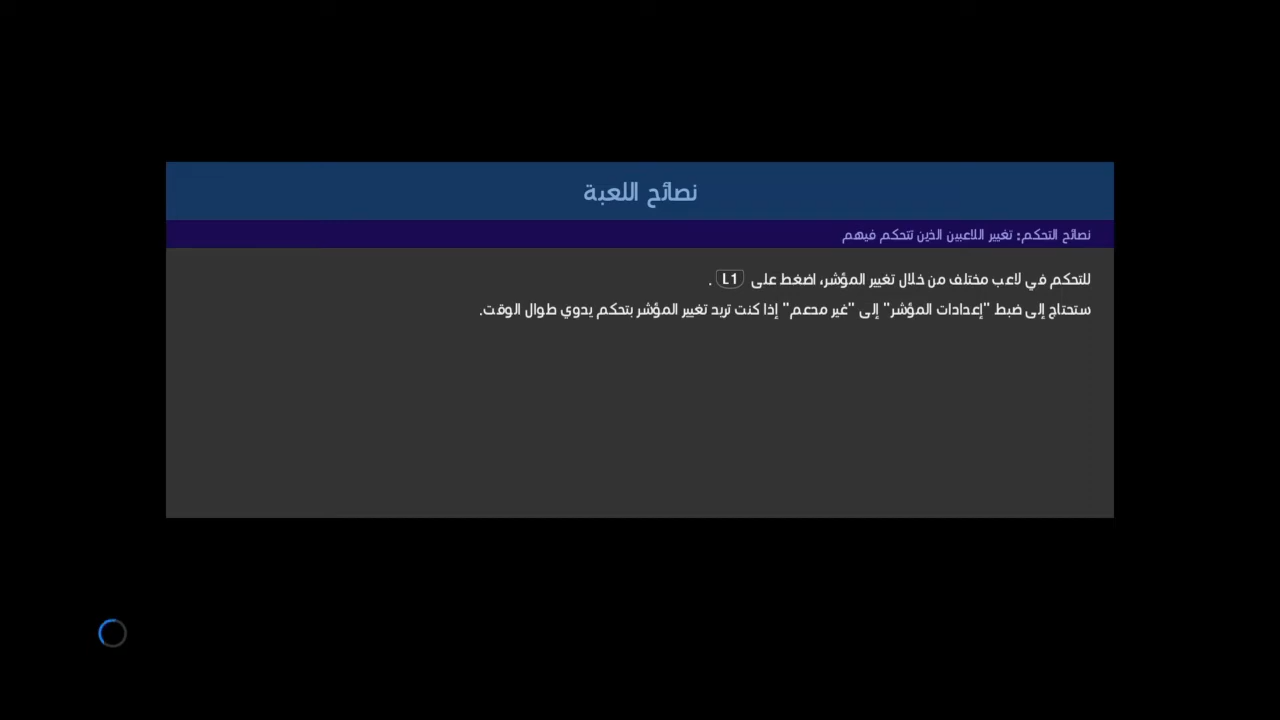 نصائح اللعبة
نصائح التحكم: تغيير اللاعبين الذين تتحكم فيهم
للتحكم في لاعب مختلف من خلال تغيير المؤشر، اضغط على L1 .
ستحتاج إلى ضبط "إعدادات المؤشر" إلى "غير مدعم" إذا كنت تريد تغيير المؤشر بتحكم يدوي طوال الوقت.